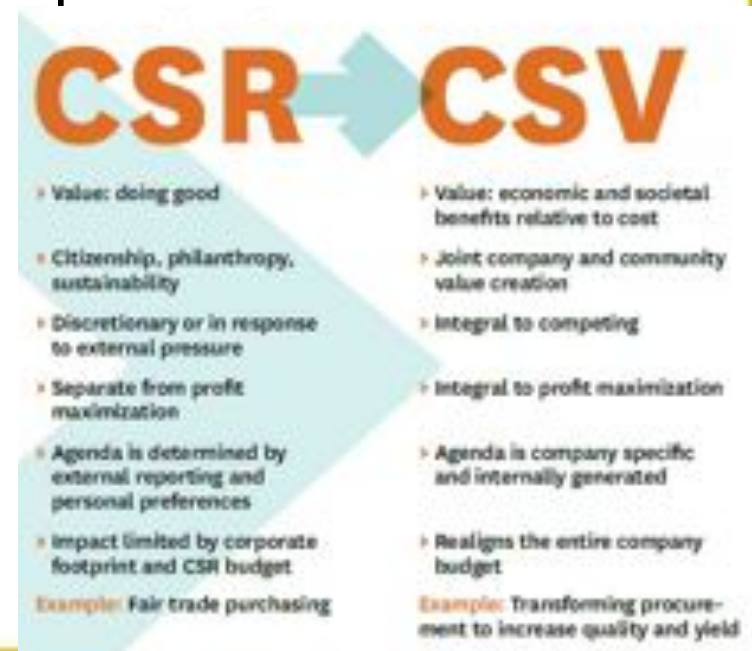 CSR CSV
› Value: doing good
› Citizenship, philanthropy,
sustainability
› Discretionary or in response
to external pressure
› Separate from profit
maximization
› Agenda is determined by
external reporting and
personal preferences
› Impact limited by corporate
footprint and CSR budget
Example: Fair trade purchasing
› Value: economic and societal
benefits relative to cost
› Joint company and community
value creation
› Integral to competing
› Integral to profit maximization
› Agenda is company specific
and internally generated
› Realigns the entire company
budget
Example: Transforming procure-
ment to increase quality and yield